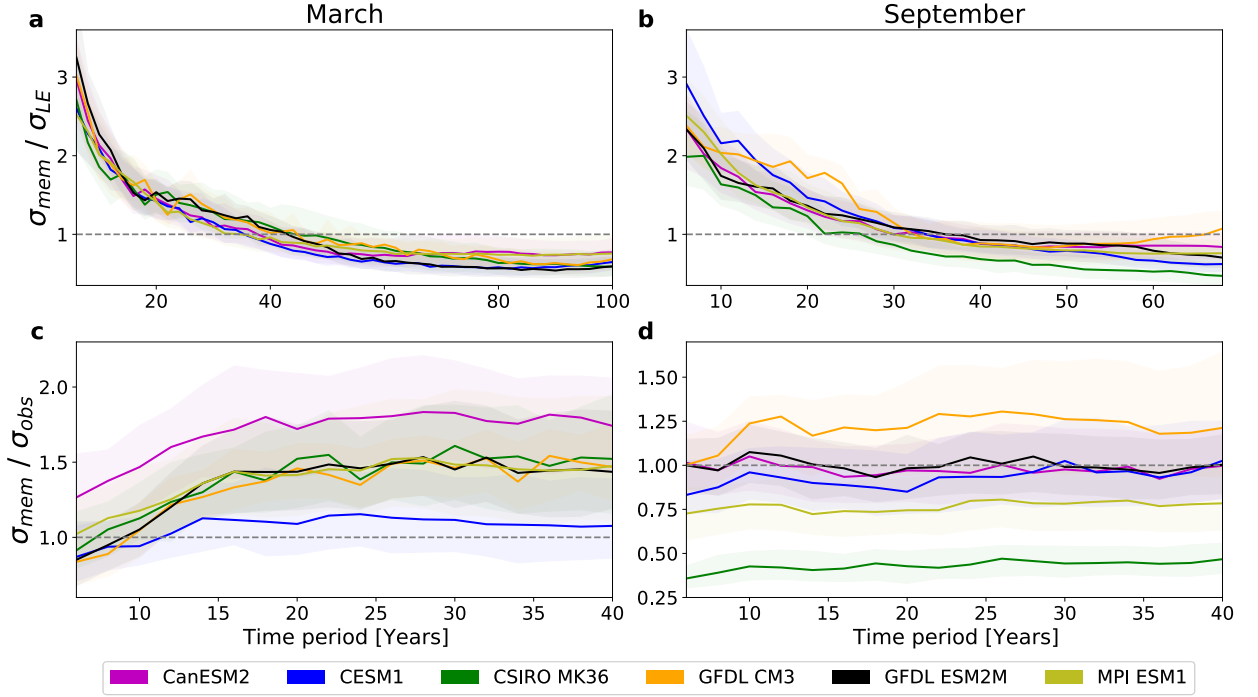 a March b September
σmem / σLE
3
2
1
20 40 60 80 100
3
2
1
10 20 30 40 50 60
c d
σmem / σobs
2.0
1.5
1.0
10 15 20 25 30 35 40
Time period [Years]
1.50
1.25
1.00
0.75
0.50
0.25
10 15 20 25 30 35 40
Time period [Years]
CanESM2 CESM1 CSIRO MK36 GFDL CM3 GFDL ESM2M MPI ESM1